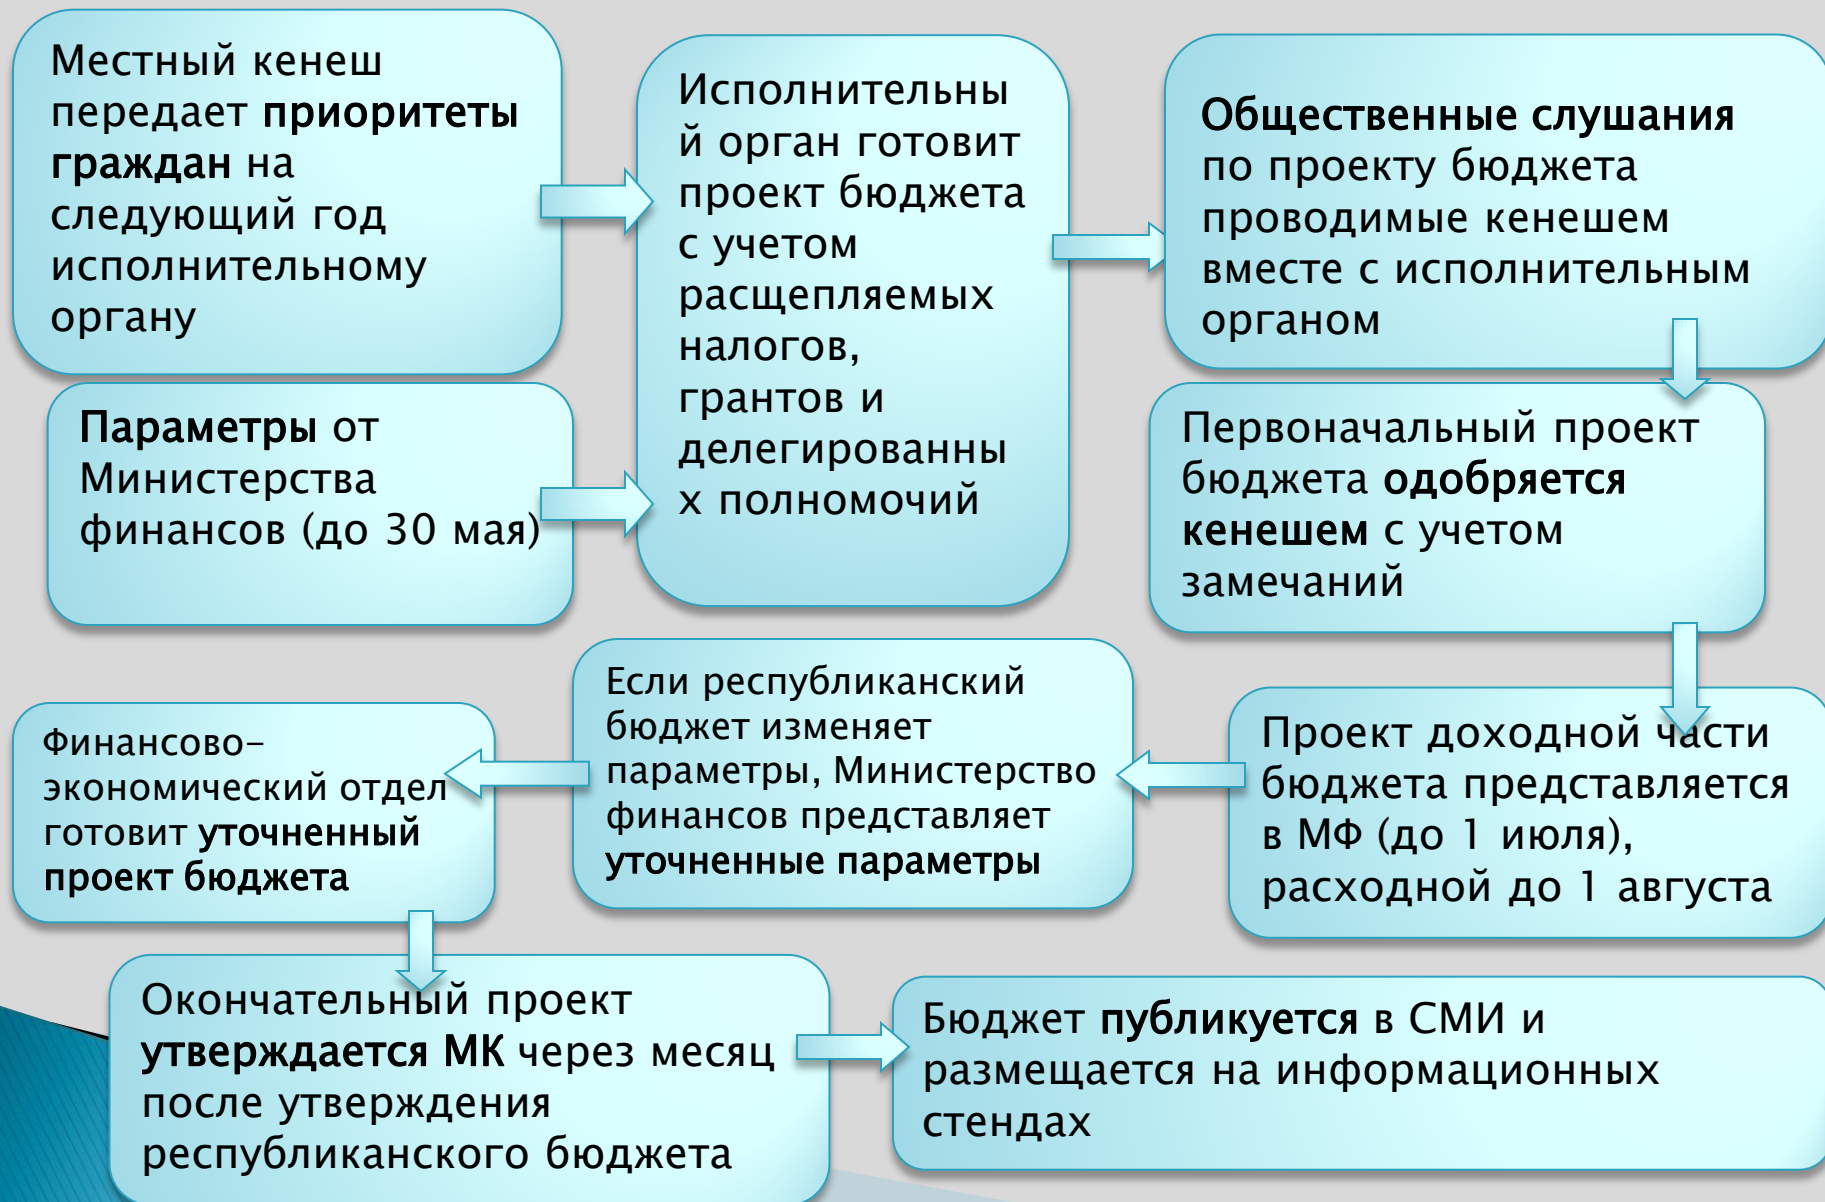 Местный кенеш
передает приоритеты
граждан на
следующий год
исполнительному
органу
Параметры от
Министерства
финансов (до 30 мая)
Исполнительны
й орган готовит
проект бюджета
с учетом
расщепляемых
налогов,
грантов и
делегированны
х полномочий
Общественные слушания
по проекту бюджета
проводимые кенешем
вместе с исполнительным
органом
Первоначальный проект
бюджета одобряется
кенешем с учетом
замечаний
Проект доходной части
бюджета представляется
в МФ (до 1 июля),
расходной до 1 августа
Если республиканский
бюджет изменяет
параметры, Министерство
финансов представляет
уточненные параметры
Финансово-
экономический отдел
готовит уточненный
проект бюджета
Окончательный проект
утверждается МК через месяц
после утверждения
республиканского бюджета
Бюджет публикуется в СМИ и
размещается на информационных
стендах